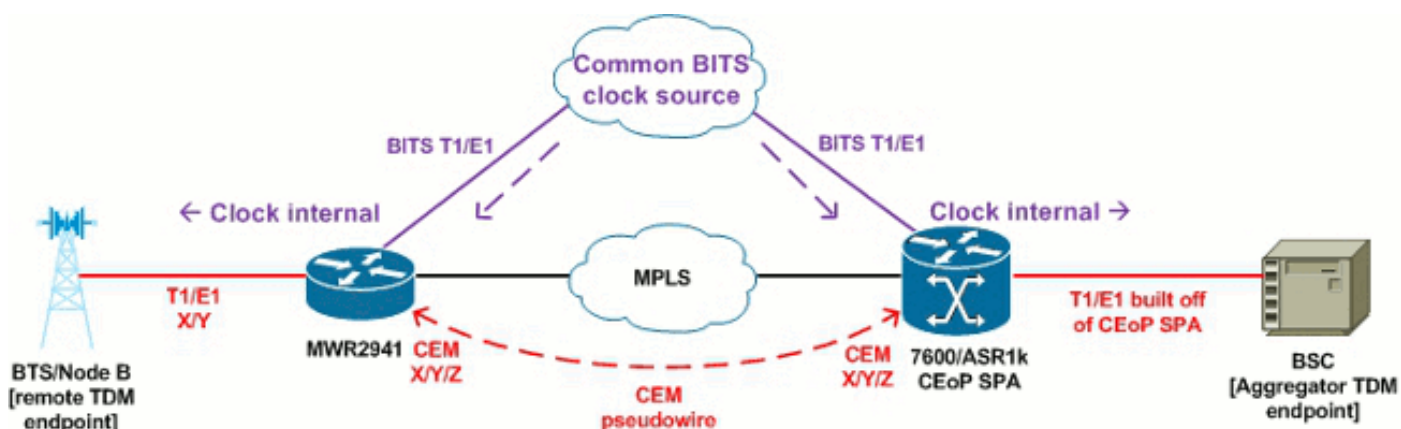 Common BITS
clock source
BITS T1/E1
BITS T1/E1
← Clock internal
Clock internal →
MPLS
T1/E1
X/Y
T1/E1 built off
of CEoP SPA
MWR2941
CEM
X/Y/Z
CEM
X/Y/Z
7600/ASR1k
CEoP SPA
CEM
pseudowire
BTS/Node B
[remote TDM
endpoint]
BSC
[Aggregator TDM
endpoint]